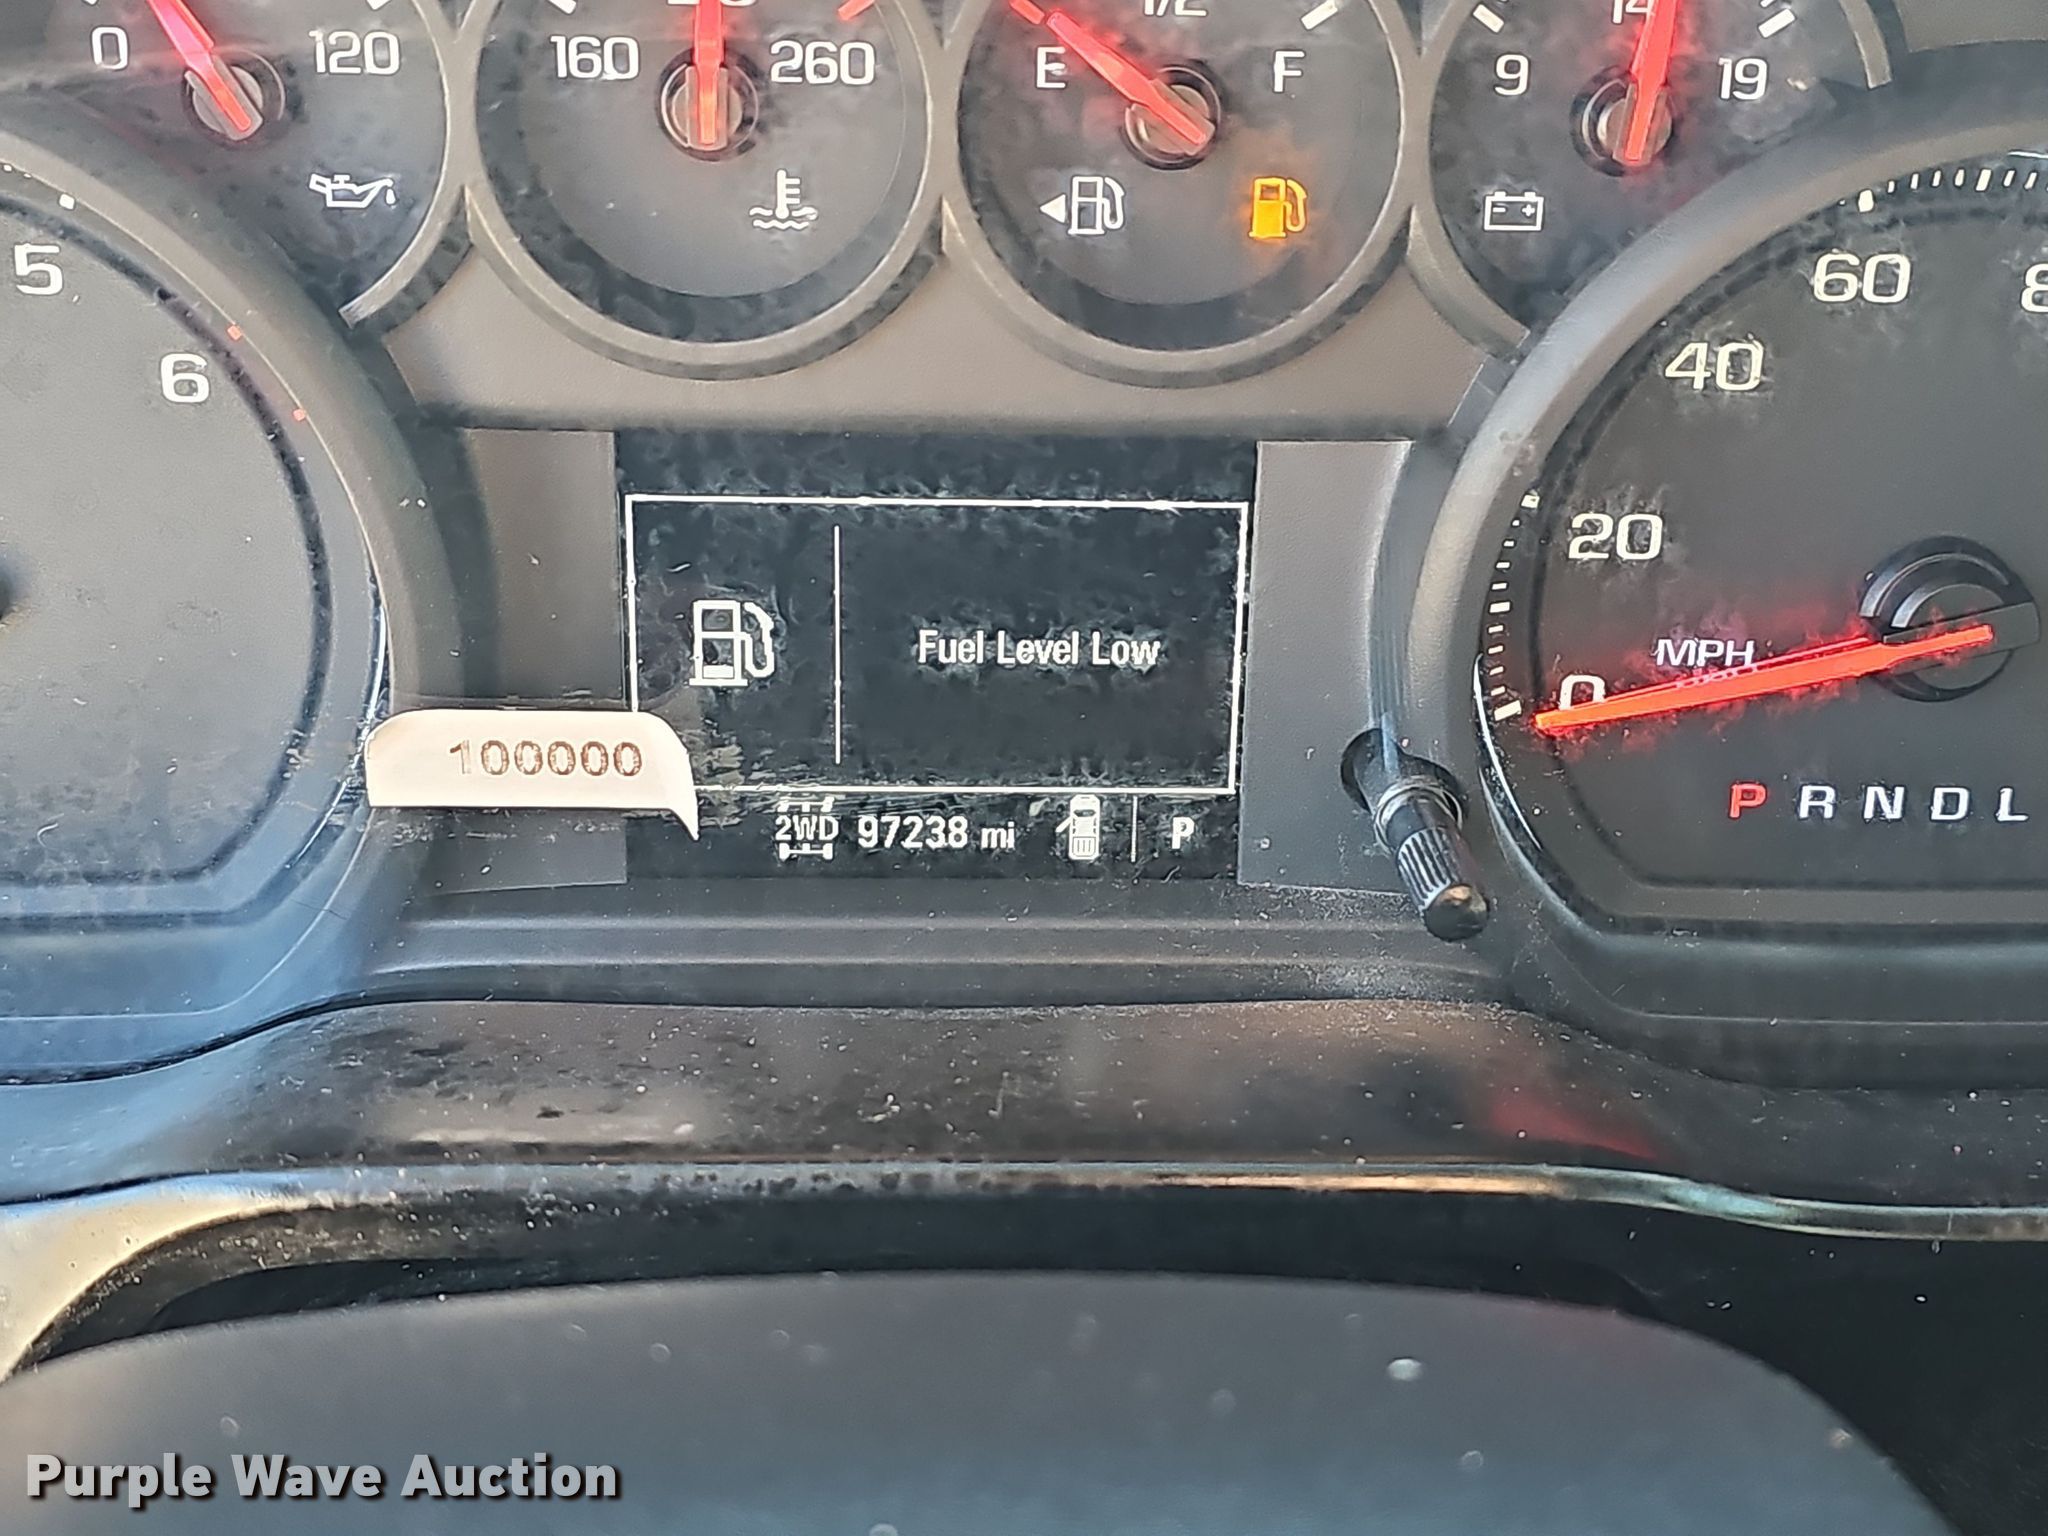 0 120
160 260
E 1/2 F
9 14 19
5
6
60
40
20
MPH
0
P R N D L
Fuel Level Low
100000
2WD 97238 mi P
Purple Wave Auction